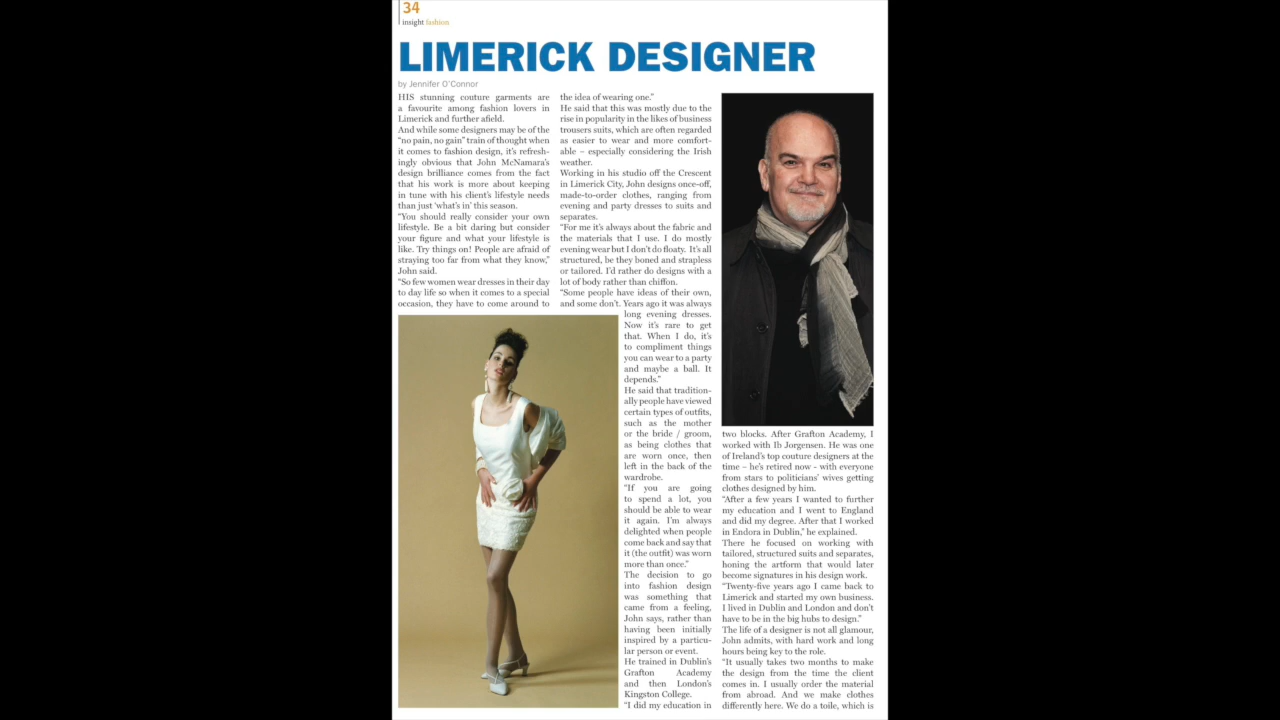 34
insight fashion
LIMERICK DESIGNER
by Jennifer O'Connor
HIS stunning couture garments are
a favourite among fashion lovers in
Limerick and further afield.
And while some designers may be of the
"no pain, no gain" train of thought when
it comes to fashion design, it's refresh-
ingly obvious that John McNamara's
design brilliance comes from the fact
that his work is more about keeping
in tune with his client's lifestyle needs
than just 'what's in' this season.
"You should really consider your own
lifestyle. Be a bit daring but consider
your figure and what your lifestyle is
like. Try things on! People are afraid of
straying too far from what they know,"
John said.
"So few women wear dresses in their day
to day life so when it comes to a special
occasion, they have to come around to
the idea of wearing one."
He said that this was mostly due to the
rise in popularity in the likes of business
trousers suits, which are often regarded
as easier to wear and more comfort-
able – especially considering the Irish
weather.
Working in his studio off the Crescent
in Limerick City, John designs once-off,
made-to-order clothes, ranging from
evening and party dresses to suits and
separates.
"For me it's always about the fabric and
the materials that I use. I do mostly
evening wear but I don't do floaty. It's all
structured, be they boned and strapless
or tailored. I'd rather do designs with a
lot of body rather than chiffon.
"Some people have ideas of their own,
and some don't. Years ago it was always
long evening dresses.
Now it's rare to get
that. When I do, it's
to compliment things
you can wear to a party
and maybe a ball. It
depends."
He said that tradition-
ally people have viewed
certain types of outfits,
such as the mother
or the bride / groom,
as being clothes that
are worn once, then
left in the back of the
wardrobe.
"If you are going
to spend a lot, you
should be able to wear
it again. I'm always
delighted when people
come back and say that
it (the outfit) was worn
more than once."
The decision to go
into fashion design
was something that
came from a feeling,
John says, rather than
having been initially
inspired by a particu-
lar person or event.
He trained in Dublin's
Grafton Academy
and then London's
Kingston College.
"I did my education in
two blocks. After Grafton Academy, I
worked with Ib Jorgensen. He was one
of Ireland's top couture designers at the
time – he's retired now - with everyone
from stars to politicians' wives getting
clothes designed by him.
"After a few years I wanted to further
my education and I went to England
and did my degree. After that I worked
in Endora in Dublin," he explained.
There he focused on working with
tailored, structured suits and separates,
honing the artform that would later
become signatures in his design work.
"Twenty-five years ago I came back to
Limerick and started my own business.
I lived in Dublin and London and don't
have to be in the big hubs to design."
The life of a designer is not all glamour,
John admits, with hard work and long
hours being key to the role.
"It usually takes two months to make
the design from the time the client
comes in. I usually order the material
from abroad. And we make clothes
differently here. We do a toile, which is